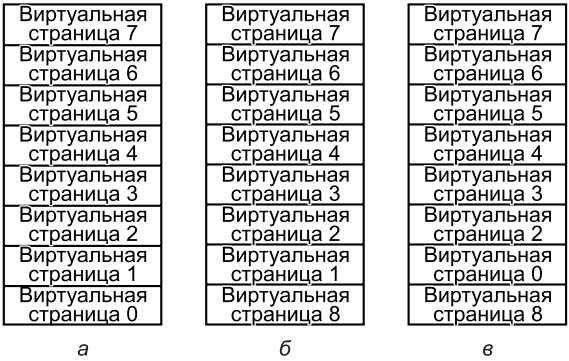 Виртуальная
страница 7
Виртуальная
страница 6
Виртуальная
страница 5
Виртуальная
страница 4
Виртуальная
страница 3
Виртуальная
страница 2
Виртуальная
страница 1
Виртуальная
страница 0
а
Виртуальная
страница 7
Виртуальная
страница 6
Виртуальная
страница 5
Виртуальная
страница 4
Виртуальная
страница 3
Виртуальная
страница 2
Виртуальная
страница 1
Виртуальная
страница 8
б
Виртуальная
страница 7
Виртуальная
страница 6
Виртуальная
страница 5
Виртуальная
страница 4
Виртуальная
страница 3
Виртуальная
страница 2
Виртуальная
страница 0
Виртуальная
страница 8
в